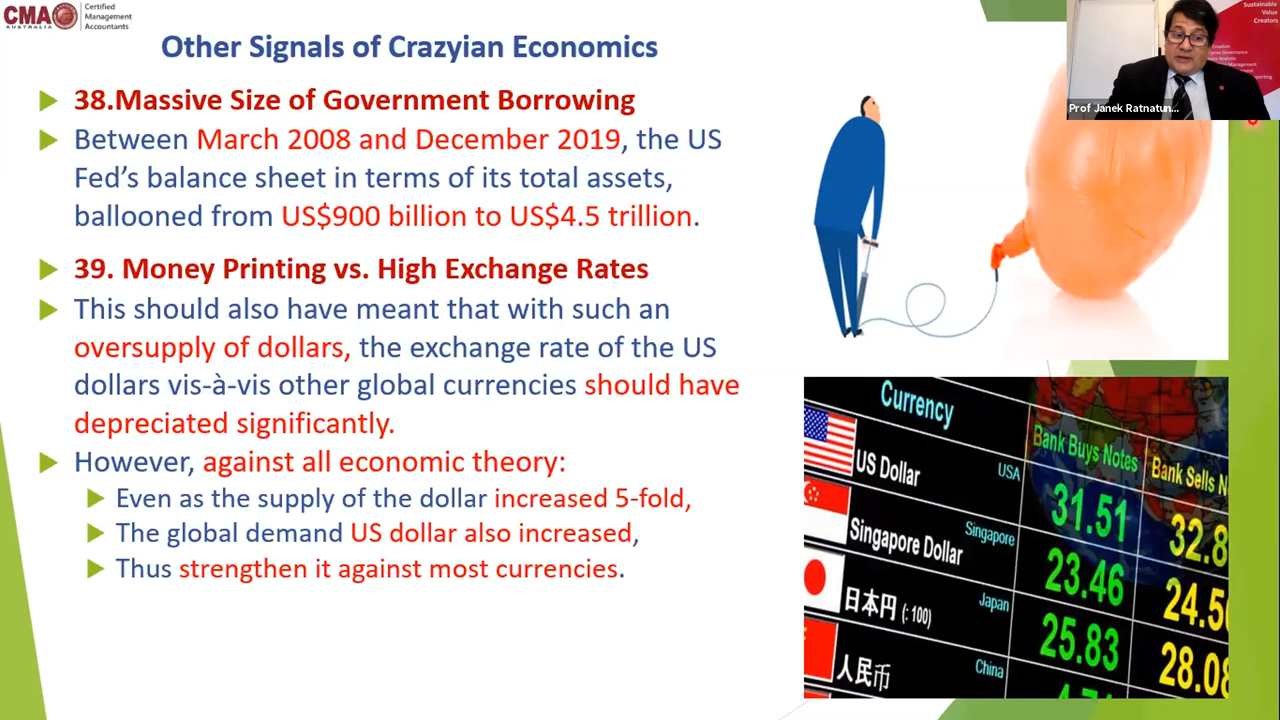 CMA
AUSTRALIA
Certified
Management
Accountants
Other Signals of Crazyian Economics
38.Massive Size of Government Borrowing
Between March 2008 and December 2019, the US
Fed's balance sheet in terms of its total assets,
ballooned from US$900 billion to US$4.5 trillion.
39. Money Printing vs. High Exchange Rates
This should also have meant that with such an
oversupply of dollars, the exchange rate of the US
dollars vis-à-vis other global currencies should have
depreciated significantly.
However, against all economic theory:
Even as the supply of the dollar increased 5-fold,
The global demand US dollar also increased,
Thus strengthen it against most currencies.
Sustainable
Value
Creators
Prof Janek Ratnatun...
Currency
Bank Buys Notes
Bank Sells
US Dollar
USA
31.51
32.8
Singapore Dollar
Singapore
23.46
24.5
日本円 (:100)
Japan
25.83
28.08
人民币
China